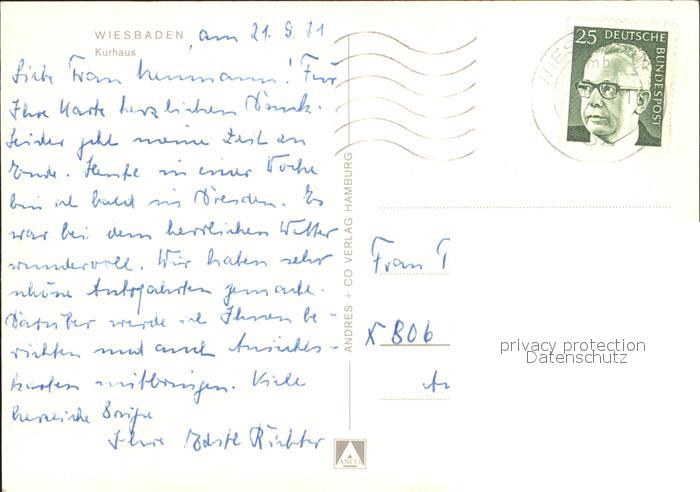 WIESBADEN, am 21.9.71
Kurhaus
Liebe Frau Neumann! Für
Ihre Karte herzlichen Dank.
Leider geht meine Zeit zu
Ende. Heute in einer Woche
bin ich bald in Dresden. Es
war bei dem herrlichen Wetter
wundervoll. Wir haben sehr
schöne Autofahrten gemacht.
Darüber werde ich Ihnen be-
richten und auch Ansichts-
karten mitbringen. Viele
herzliche Grüße
Ihre Richter
ANDRES + CO VERLAG HAMBURG
ANCO
25 DEUTSCHE BUNDESPOST
WIES
Frau T
X 806
privacy protection
Datenschutz